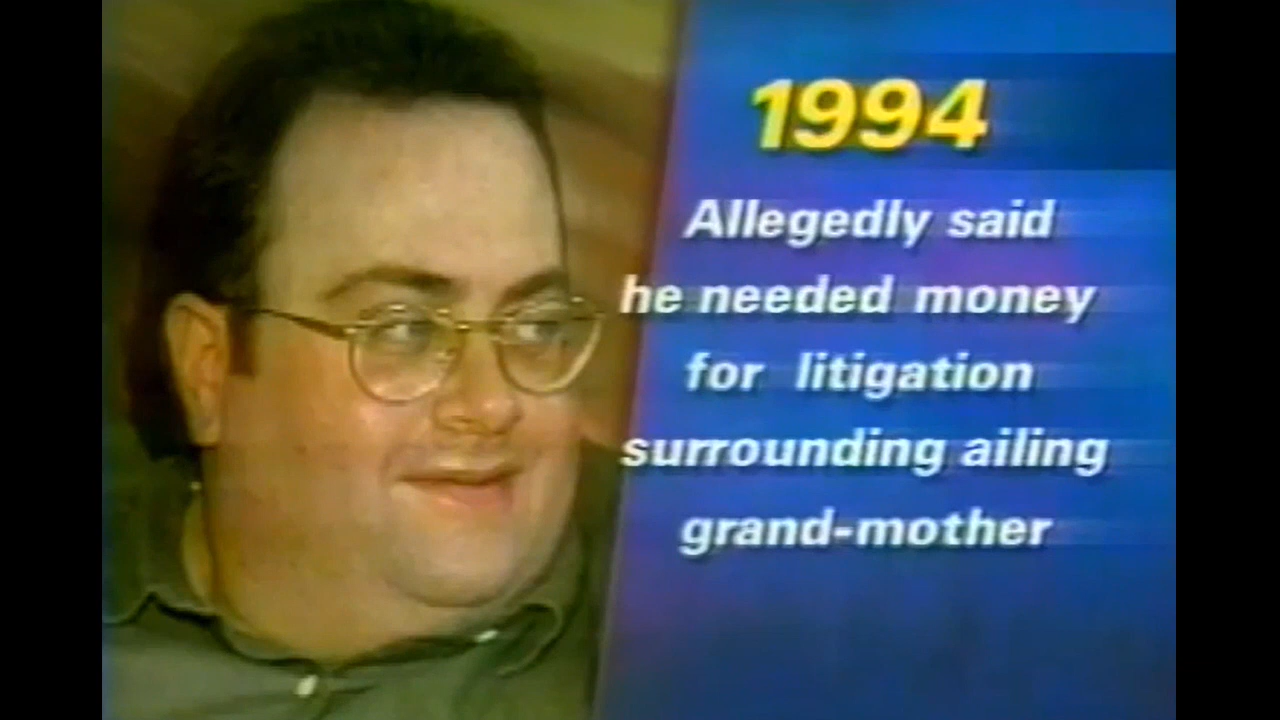 1994
Allegedly said
he needed money
for litigation
surrounding ailing
grand-mother